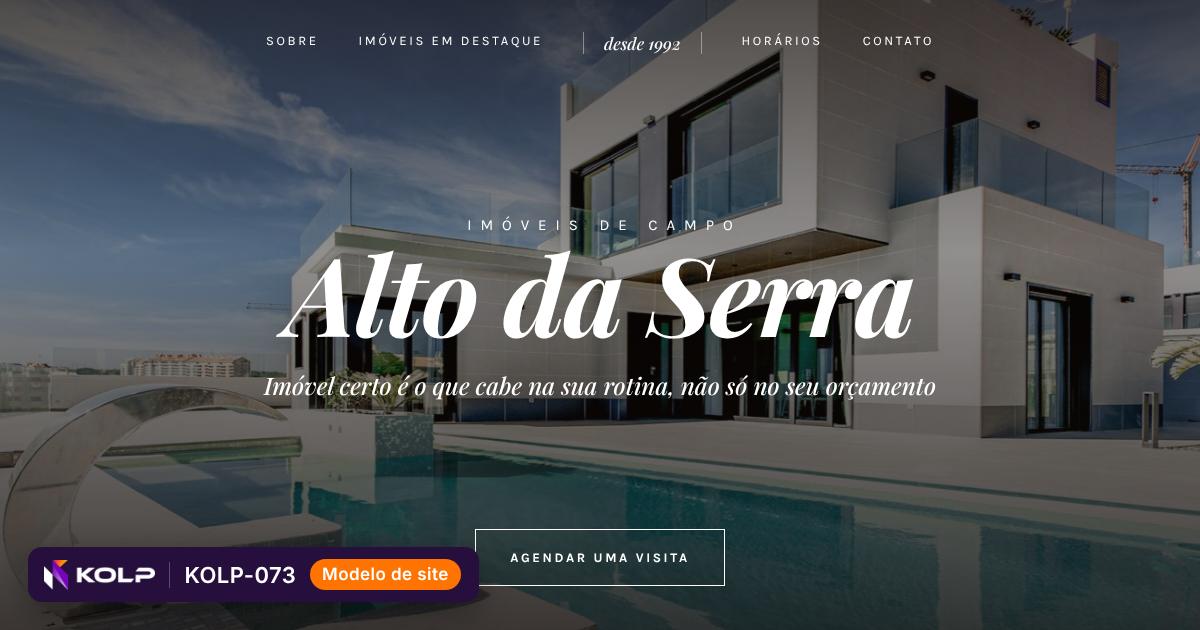 SOBRE
IMÓVEIS EM DESTAQUE
desde 1992
HORÁRIOS
CONTATO
IMÓVEIS DE CAMPO
Alto da Serra
Imóvel certo é o que cabe na sua rotina, não só no seu orçamento
AGENDAR UMA VISITA
KOLP
KOLP-073
Modelo de site